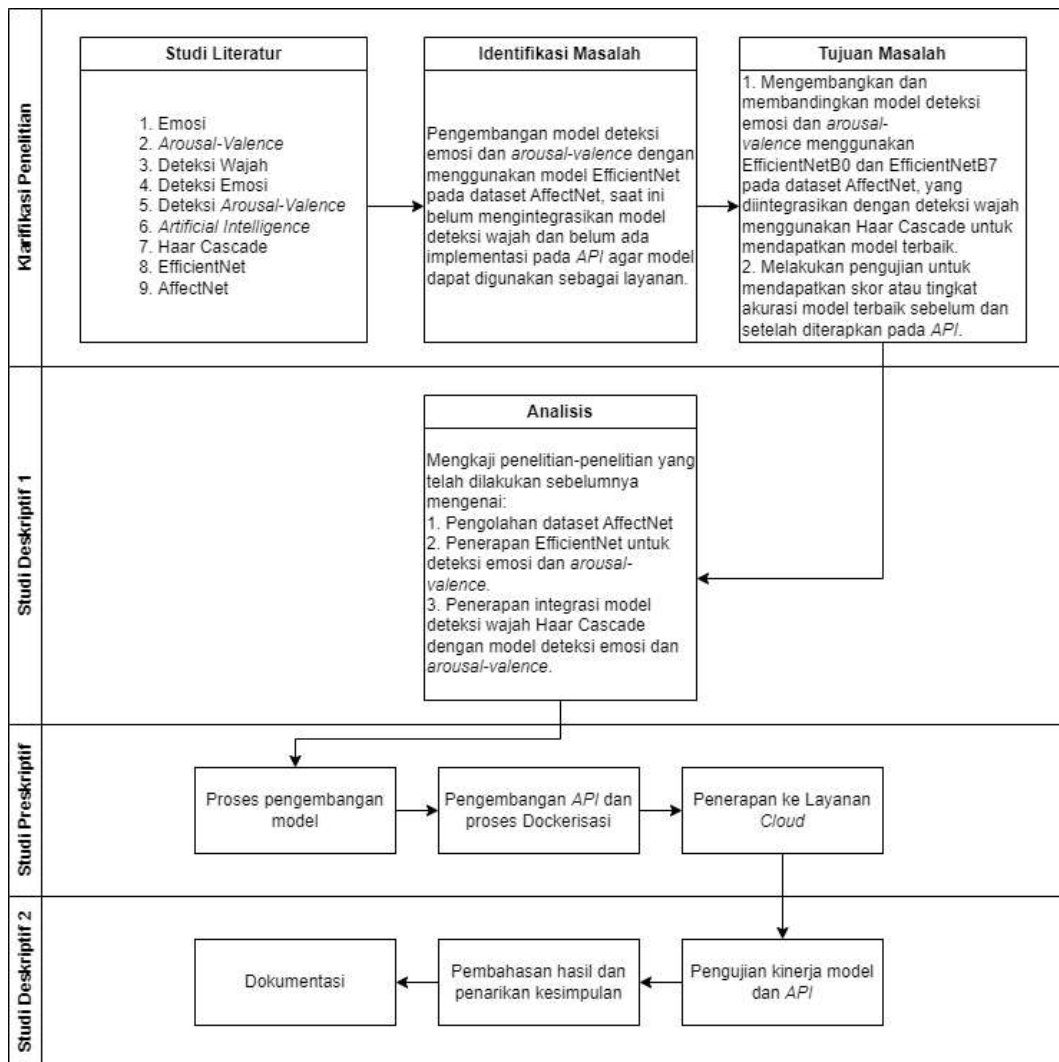 Klarifikasi Penelitian
Studi Literatur
1. Emosi
2. Arousal-Valence
3. Deteksi Wajah
4. Deteksi Emosi
5. Deteksi Arousal-Valence
6. Artificial Intelligence
7. Haar Cascade
8. EfficientNet
9. AffectNet
Identifikasi Masalah
Pengembangan model deteksi
emosi dan arousal-valence dengan
menggunakan model EfficientNet
pada dataset AffectNet, saat ini
belum mengintegrasikan model
deteksi wajah dan belum ada
implementasi pada API agar model
dapat digunakan sebagai layanan.
Tujuan Masalah
1. Mengembangkan dan
membandingkan model deteksi
emosi dan arousal-
valence menggunakan
EfficientNetB0 dan EfficientNetB7
pada dataset AffectNet, yang
diintegrasikan dengan deteksi wajah
menggunakan Haar Cascade untuk
mendapatkan model terbaik.
2. Melakukan pengujian untuk
mendapatkan skor atau tingkat
akurasi model terbaik sebelum dan
setelah diterapkan pada API.
Studi Deskriptif 1
Analisis
Mengkaji penelitian-penelitian yang
telah dilakukan sebelumnya
mengenai:
1. Pengolahan dataset AffectNet
2. Penerapan EfficientNet untuk
deteksi emosi dan arousal-
valence.
3. Penerapan integrasi model
deteksi wajah Haar Cascade
dengan model deteksi emosi dan
arousal-valence.
Studi Preskriptif
Proses pengembangan
model
Pengembangan API dan
proses Dockerisasi
Penerapan ke Layanan
Cloud
Studi Deskriptif 2
Dokumentasi
Pembahasan hasil dan
penarikan kesimpulan
Pengujian kinerja model
dan API